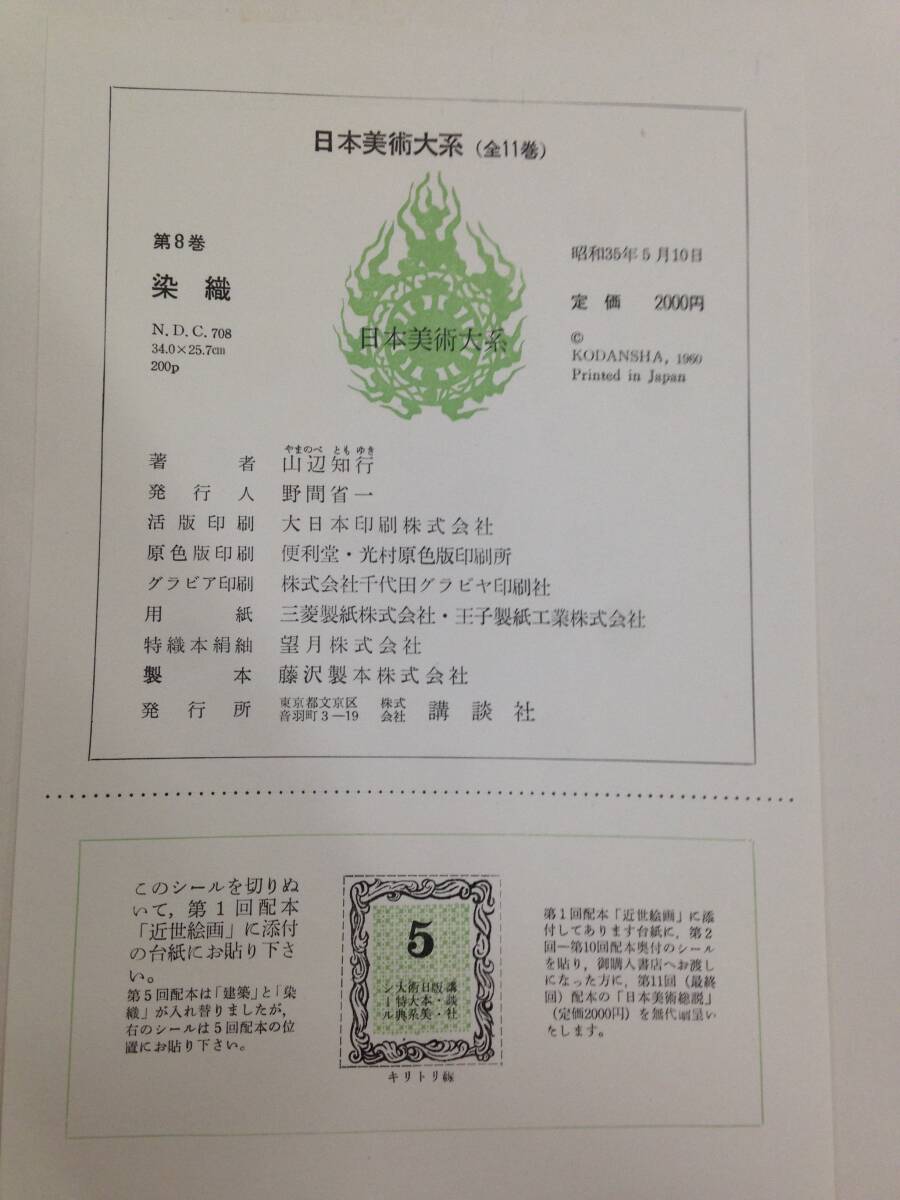 日本美術大系（全11巻）
第8巻
染織
N.D.C. 708
34.0×25.7cm
200p
日本美術大系
昭和35年5月10日
定価 2000円
©
KODANSHA, 1960
Printed in Japan
著者 山辺知行
やまのべ ともゆき
発行人 野間省一
活版印刷 大日本印刷株式会社
原色版印刷 便利堂・光村原色版印刷所
グラビア印刷 株式会社千代田グラビヤ印刷社
用紙 三菱製紙株式会社・王子製紙工業株式会社
特織本絹紬 望月株式会社
製本 藤沢製本株式会社
発行所 東京都文京区音羽町3—19 株式会社 講談社
このシールを切りぬ
いて，第1回配本
「近世絵画」に添付
の台紙にお貼り下さ
い。
第5回配本は「建築」と「染
織」が入れ替りましたが，
右のシールは5回配本の位
置にお貼り下さい。
5
講談社
版・
日本美
術大系
大特典
シール
キリトリ線
第1回配本「近世絵画」に添
付してあります台紙に，第2
回—第10回配本奥付のシール
を貼り，御購入書店へお渡し
になった方に，第11回（最終
回）配本の「日本美術総説」
（定価2000円）を無代贈呈い
たします。